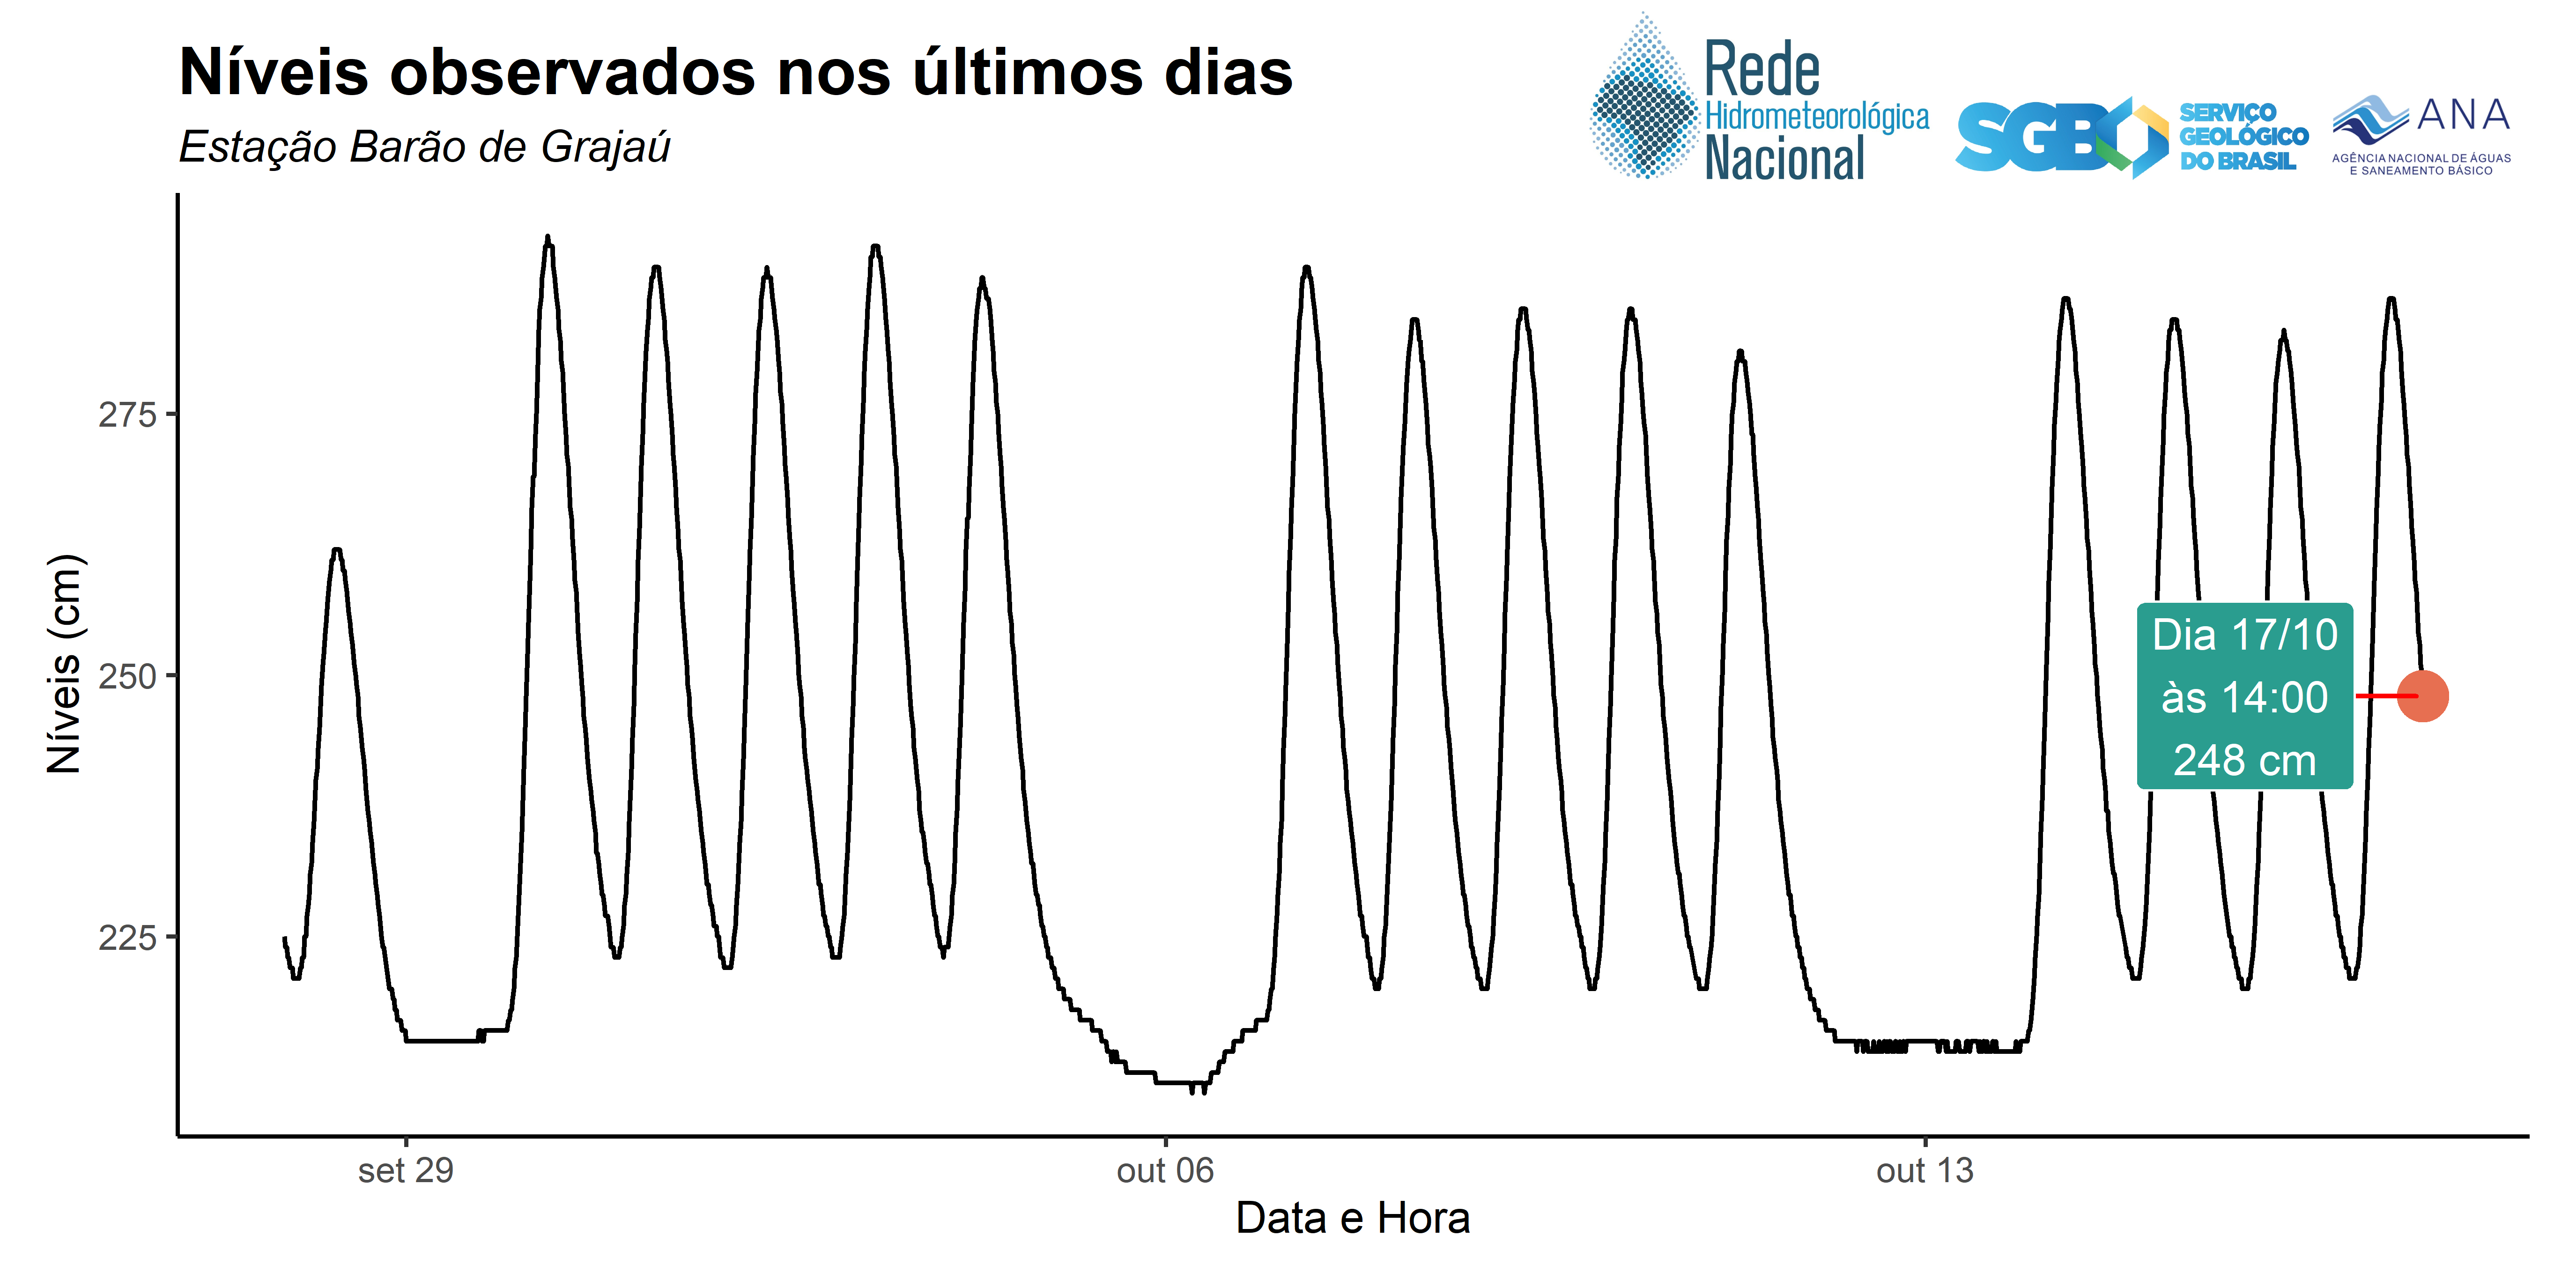 Níveis observados nos últimos dias
Estação Barão de Grajaú
Rede
Hidrometeorológica
Nacional
SGB
SERVIÇO
GEOLÓGICO
DO BRASIL
ANA
AGÊNCIA NACIONAL DE ÁGUAS
E SANEAMENTO BÁSICO
Níveis (cm)
275
250
225
Dia 17/10
às 14:00
248 cm
set 29
out 06
out 13
Data e Hora